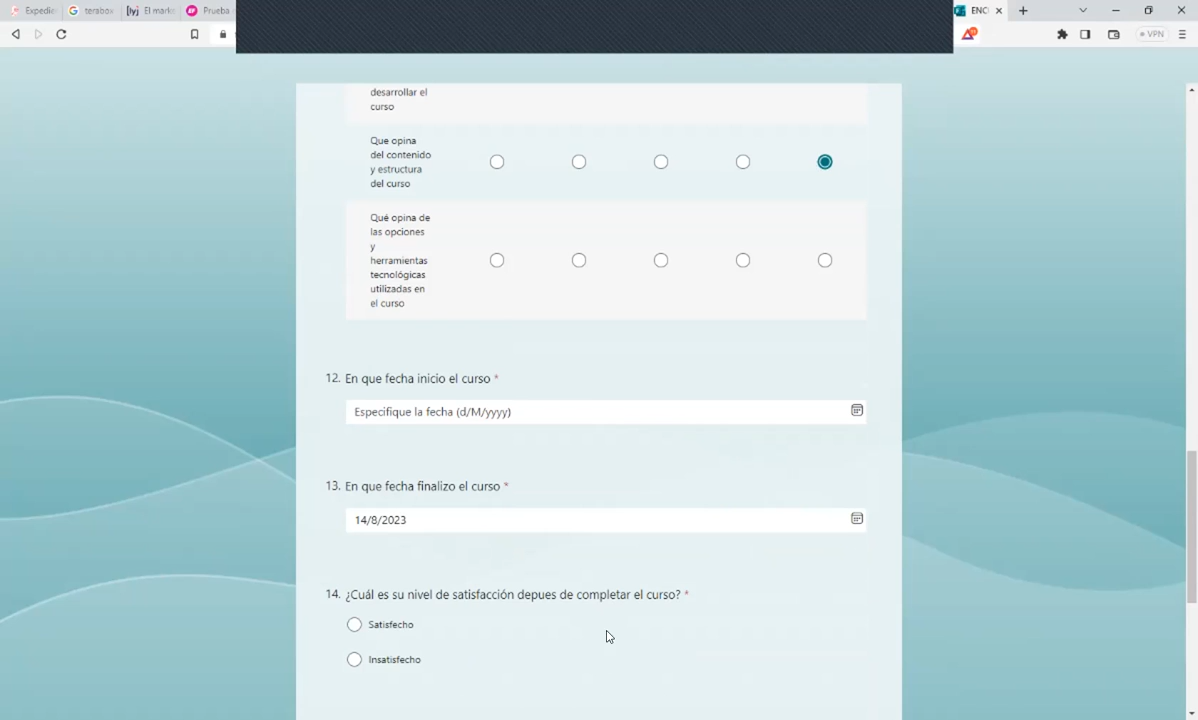 Expedie
terabox
[lyj] El mark
Prueba
ENC
VPN
desarrollar el
curso
Que opina
del contenido
y estructura
del curso
Qué opina de
las opciones
y
herramientas
tecnológicas
utilizadas en
el curso
12. En que fecha inicio el curso *
Especifique la fecha (d/M/yyyy)
13. En que fecha finalizo el curso *
14/8/2023
14. ¿Cuál es su nivel de satisfacción depues de completar el curso? *
Satisfecho
Insatisfecho